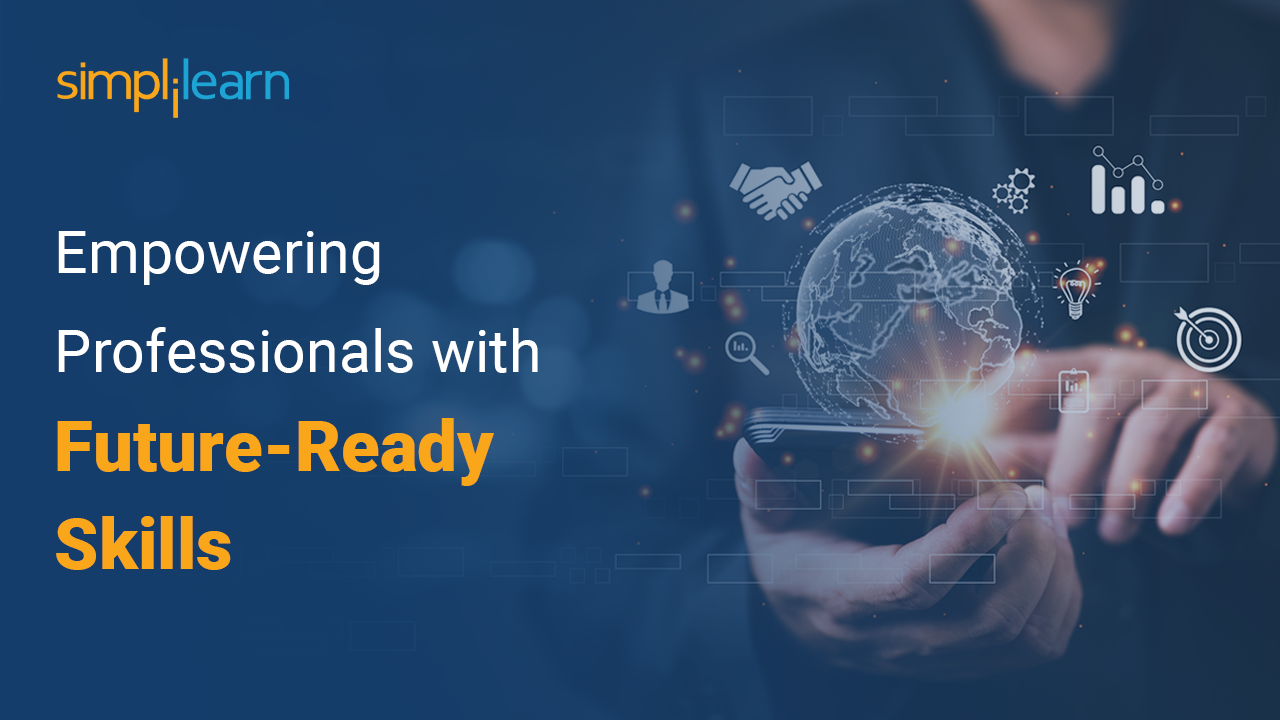 simplilearn
Empowering
Professionals with
Future-Ready
Skills